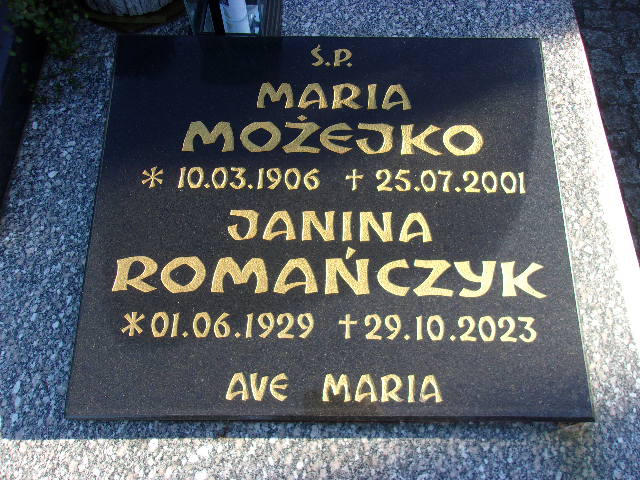 Ś.P.
MARIA
MOŻEJKO
* 10.03.1906 † 25.07.2001
JANINA
ROMAŃCZYK
* 01.06.1929 † 29.10.2023
AVE MARIA